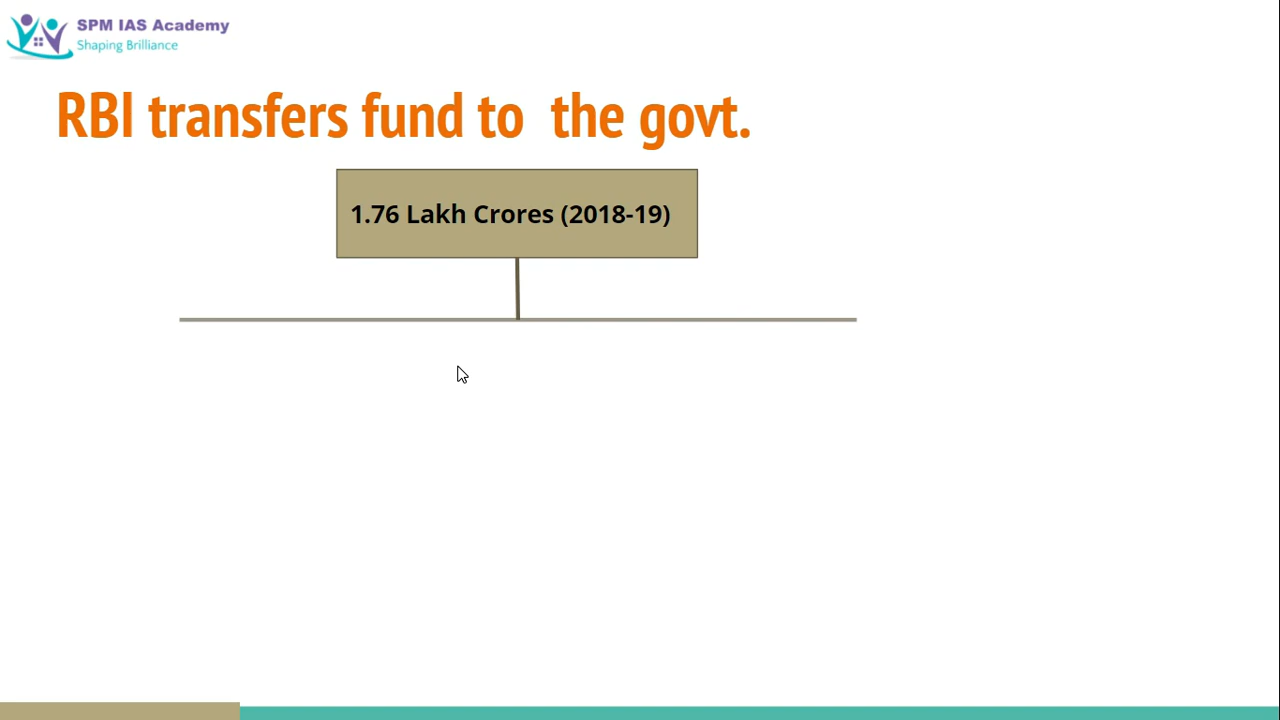 SPM IAS Academy
Shaping Brilliance
RBI transfers fund to the govt.
1.76 Lakh Crores (2018-19)